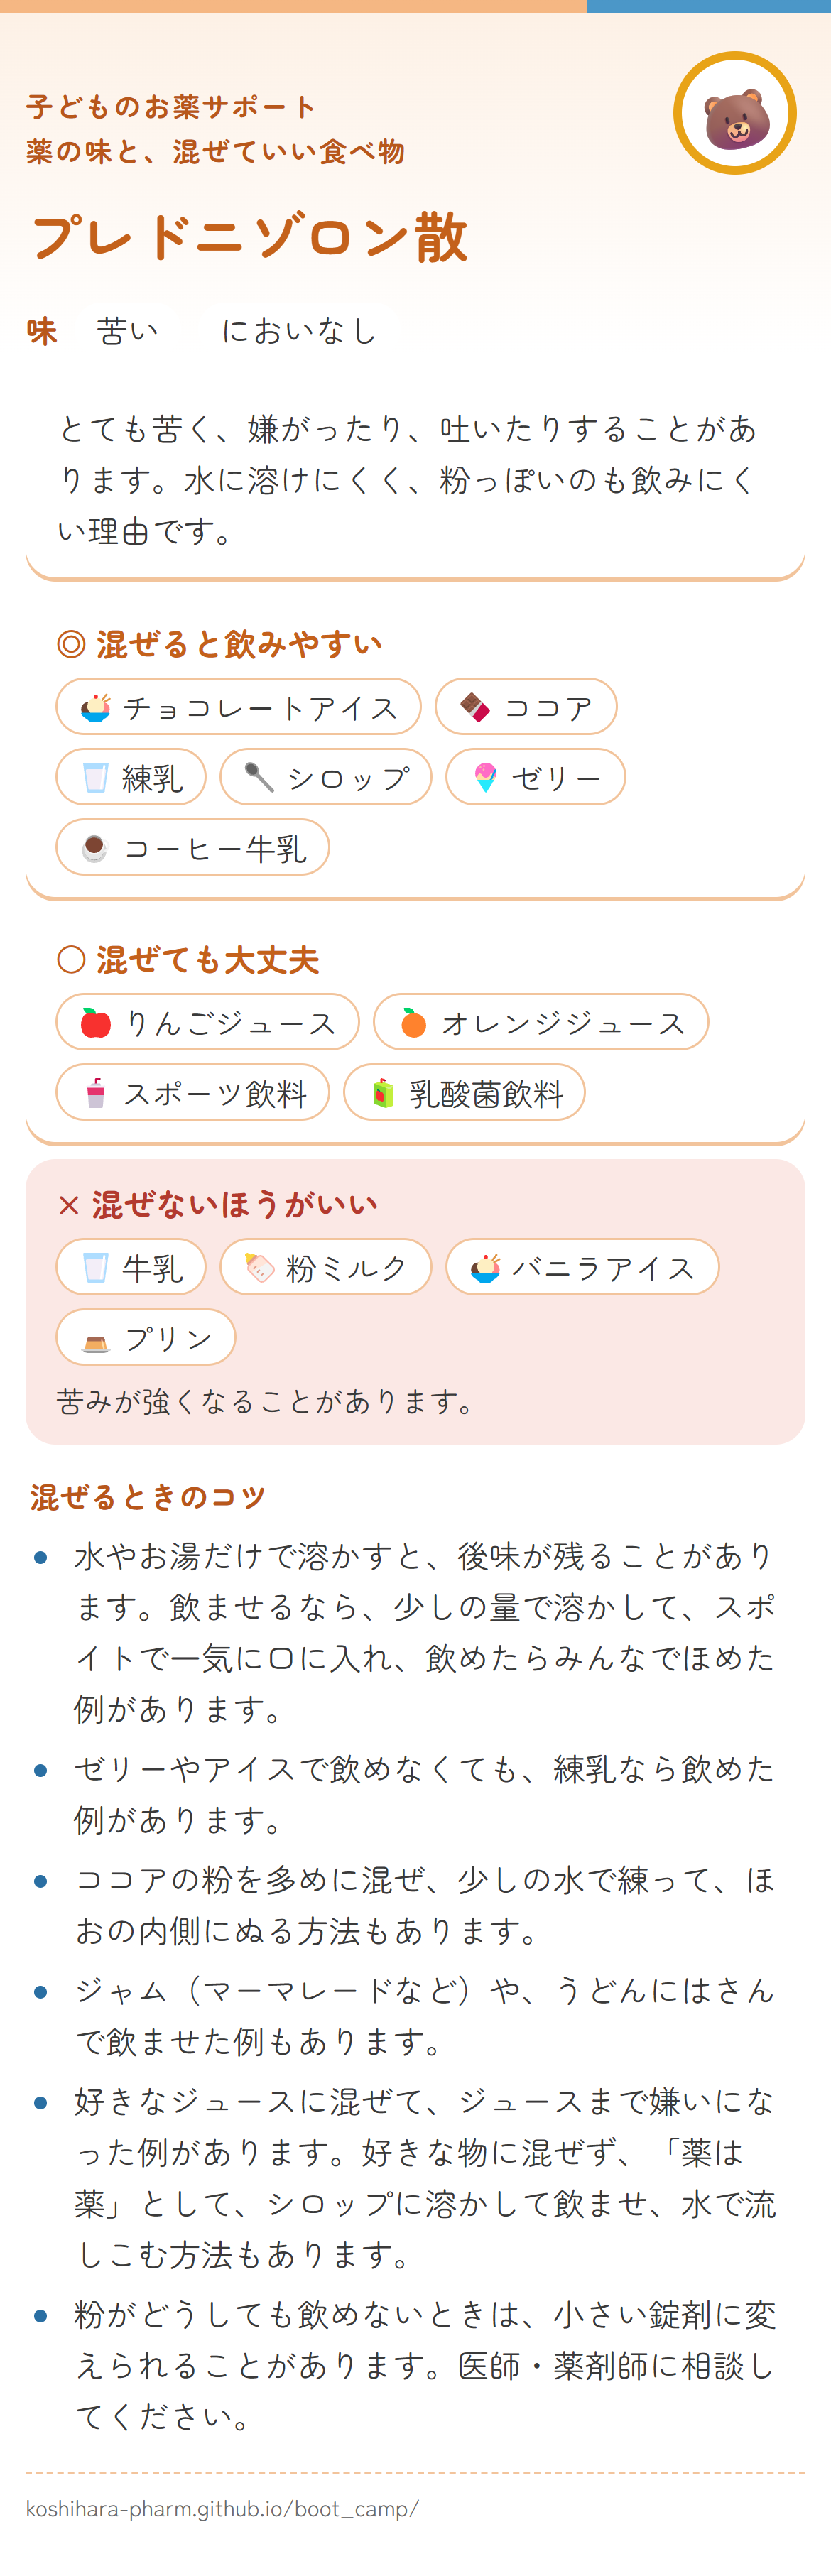 子どものお薬サポート
薬の味と、混ぜていい食べ物
プレドニゾロン散
味 苦い においなし
とても苦く、嫌がったり、吐いたりすることがあ
ります。水に溶けにくく、粉っぽいのも飲みにく
い理由です。
◎ 混ぜると飲みやすい
チョコレートアイス ココア
練乳 シロップ ゼリー
コーヒー牛乳
○ 混ぜても大丈夫
りんごジュース オレンジジュース
スポーツ飲料 乳酸菌飲料
× 混ぜないほうがいい
牛乳 粉ミルク バニラアイス
プリン
苦みが強くなることがあります。
混ぜるときのコツ
水やお湯だけで溶かすと、後味が残ることがあり
ます。飲ませるなら、少しの量で溶かして、スポ
イトで一気に口に入れ、飲めたらみんなでほめた
例があります。
ゼリーやアイスで飲めなくても、練乳なら飲めた
例があります。
ココアの粉を多めに混ぜ、少しの水で練って、ほ
おの内側にぬる方法もあります。
ジャム（マーマレードなど）や、うどんにはさん
で飲ませた例もあります。
好きなジュースに混ぜて、ジュースまで嫌いにな
った例があります。好きな物に混ぜず、「薬は
薬」として、シロップに溶かして飲ませ、水で流
しこむ方法もあります。
粉がどうしても飲めないときは、小さい錠剤に変
えられることがあります。医師・薬剤師に相談し
てください。
koshihara-pharm.github.io/boot_camp/